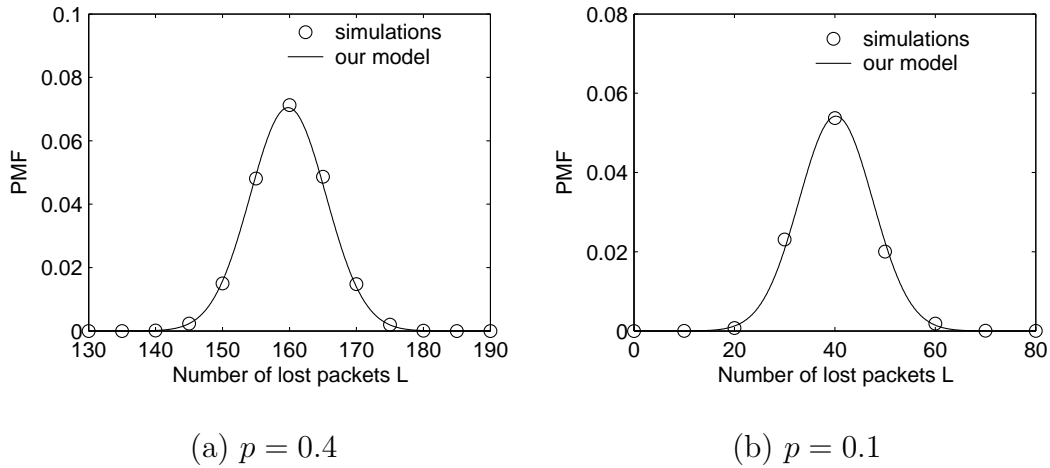 0.1
0.08
0.06
0.04
0.02
0
PMF
130 140 150 160 170 180 190
Number of lost packets L
simulations
our model
(a) p = 0.4
0.08
0.06
0.04
0.02
0
PMF
0 20 40 60 80
Number of lost packets L
simulations
our model
(b) p = 0.1